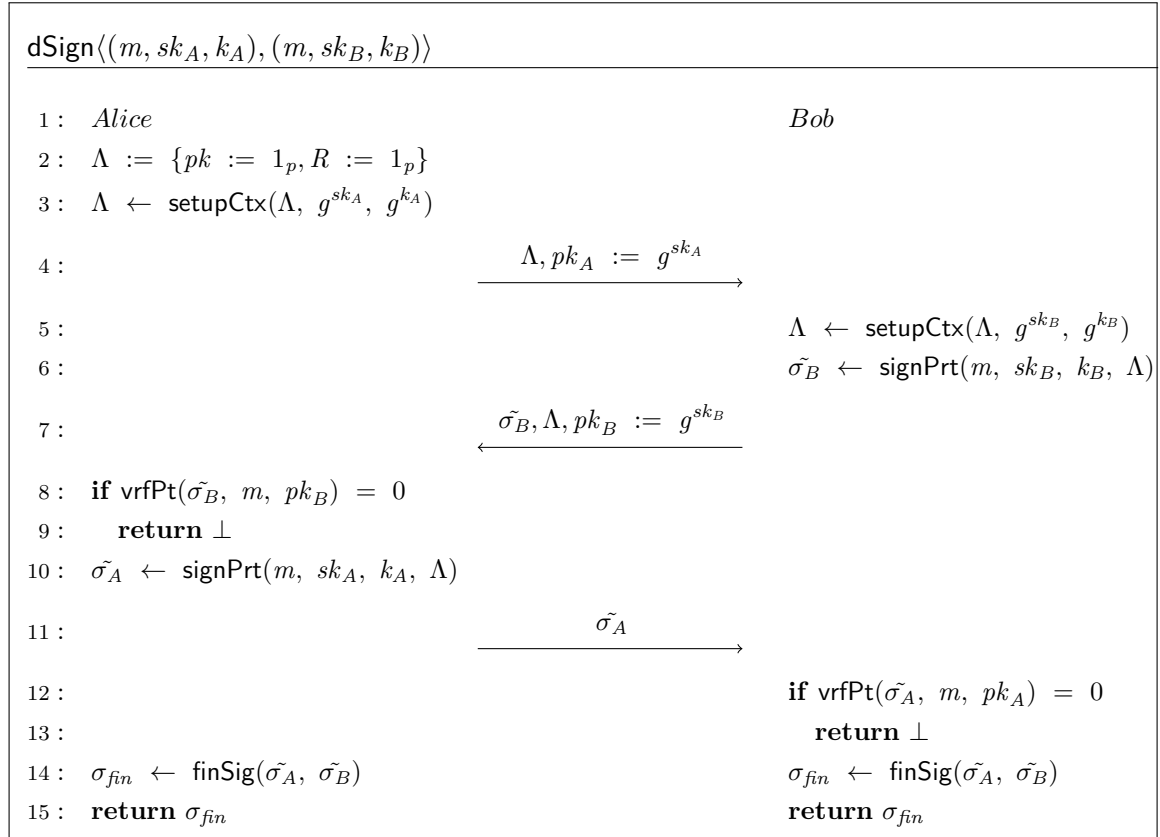 dSign⟨(m, sk_A, k_A), (m, sk_B, k_B)⟩
1 : Alice Bob
2 : Λ := {pk := 1_p, R := 1_p}
3 : Λ ← setupCtx(Λ, g^{sk_A}, g^{k_A})
4 : Λ, pk_A := g^{sk_A}
5 : Λ ← setupCtx(Λ, g^{sk_B}, g^{k_B})
6 : σ̃_B ← signPrt(m, sk_B, k_B, Λ)
7 : σ̃_B, Λ, pk_B := g^{sk_B}
8 : if vrfPt(σ̃_B, m, pk_B) = 0
9 : return ⊥
10 : σ̃_A ← signPrt(m, sk_A, k_A, Λ)
11 : σ̃_A
12 : if vrfPt(σ̃_A, m, pk_A) = 0
13 : return ⊥
14 : σ_fin ← finSig(σ̃_A, σ̃_B) σ_fin ← finSig(σ̃_A, σ̃_B)
15 : return σ_fin return σ_fin